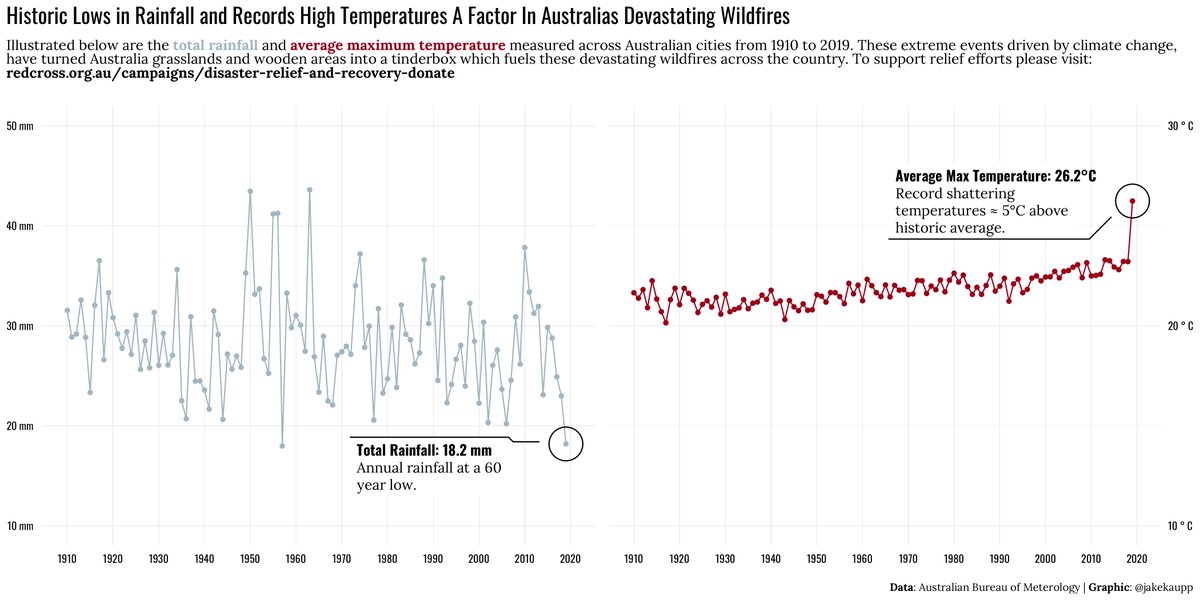 Historic Lows in Rainfall and Records High Temperatures A Factor In Australias Devastating Wildfires
Illustrated below are the total rainfall and average maximum temperature measured across Australian cities from 1910 to 2019. These extreme events driven by climate change,
have turned Australia grasslands and wooden areas into a tinderbox which fuels these devastating wildfires across the country. To support relief efforts please visit:
redcross.org.au/campaigns/disaster-relief-and-recovery-donate
50 mm
40 mm
30 mm
20 mm
10 mm
Total Rainfall: 18.2 mm
Annual rainfall at a 60
year low.
1910 1920 1930 1940 1950 1960 1970 1980 1990 2000 2010 2020
30 ° C
20 ° C
10 ° C
Average Max Temperature: 26.2°C
Record shattering
temperatures ≈ 5°C above
historic average.
1910 1920 1930 1940 1950 1960 1970 1980 1990 2000 2010 2020
Data: Australian Bureau of Meterology | Graphic: @jakekaupp